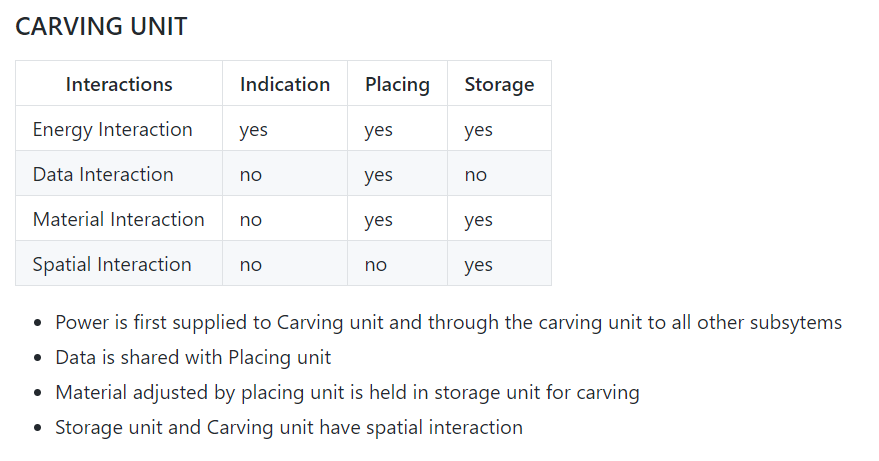 CARVING UNIT
Interactions Indication Placing Storage
Energy Interaction yes yes yes
Data Interaction no yes no
Material Interaction no yes yes
Spatial Interaction no no yes
• Power is first supplied to Carving unit and through the carving unit to all other subsytems
• Data is shared with Placing unit
• Material adjusted by placing unit is held in storage unit for carving
• Storage unit and Carving unit have spatial interaction